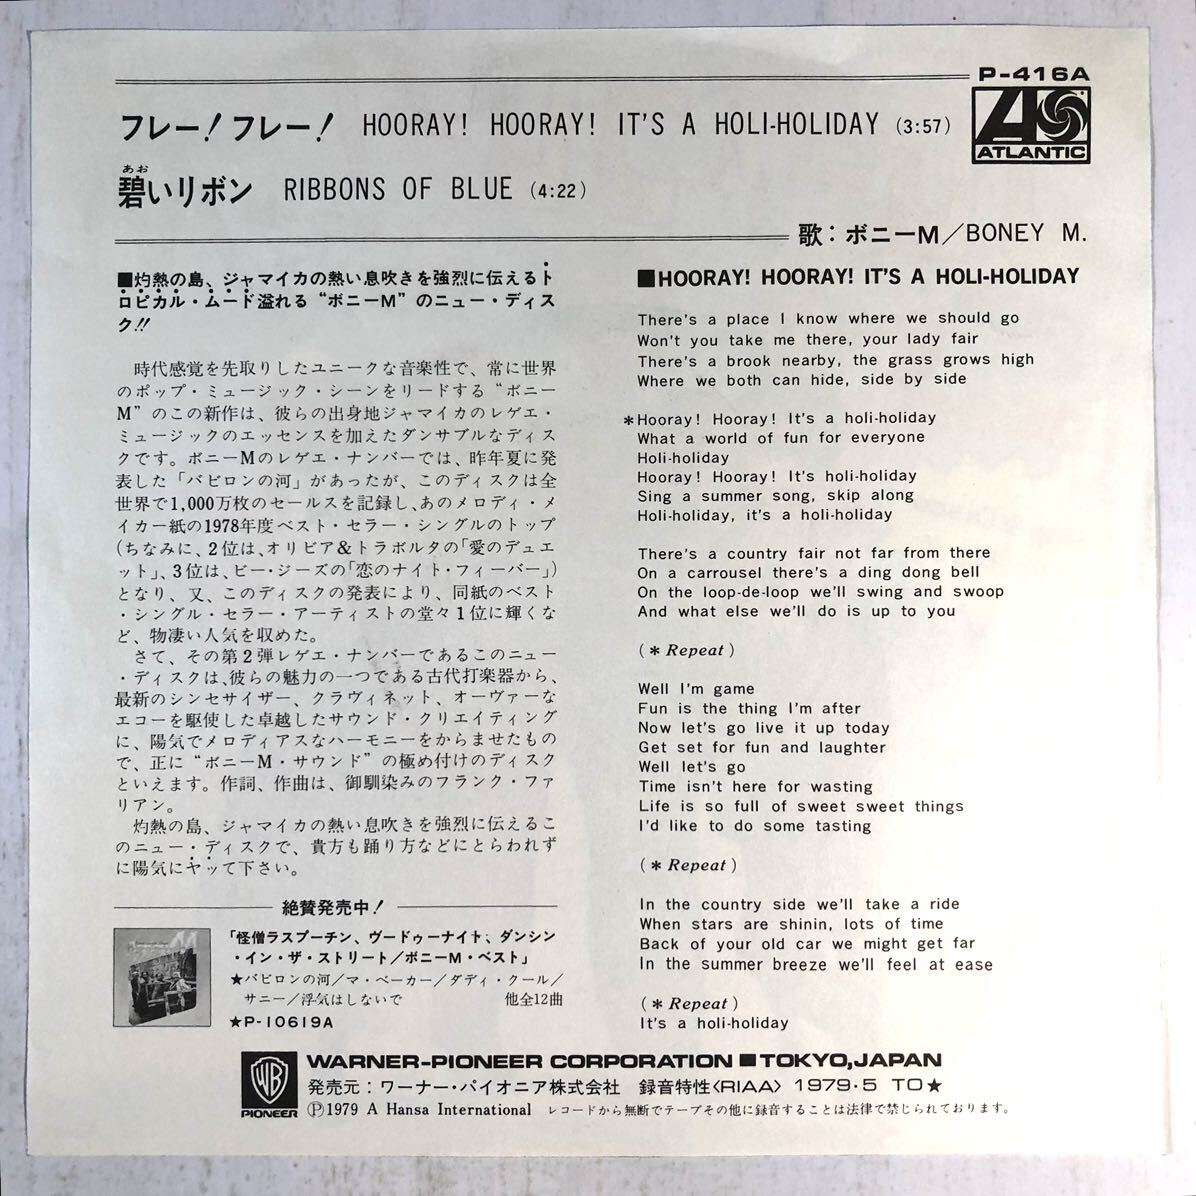 P-416A
フレー！フレー！ HOORAY! HOORAY! IT'S A HOLI-HOLIDAY (3:57)
ATLANTIC
あお
碧いリボン RIBBONS OF BLUE (4:22)
歌：ボニーM／BONEY M.
■灼熱の島、ジャマイカの熱い息吹きを強烈に伝えるト
ロピカル・ムード溢れる“ボニーM”のニュー・ディス
ク!!
時代感覚を先取りしたユニークな音楽性で、常に世界
のポップ・ミュージック・シーンをリードする“ボニー
M”のこの新作は、彼らの出身地ジャマイカのレゲエ・
ミュージックのエッセンスを加えたダンサブルなディス
クです。ボニーMのレゲエ・ナンバーでは、昨年夏に発
表した「バビロンの河」があったが、このディスクは全
世界で1,000万枚のセールスを記録し、あのメロディ・メ
イカー紙の1978年度ベスト・セラー・シングルのトップ
(ちなみに、2位は、オリビア&トラボルタの「愛のデュエ
ット」、3位は、ビー・ジーズの「恋のナイト・フィーバー」)
となり、又、このディスクの発表により、同紙のベスト
・シングル・セラー・アーティストの堂々1位に輝くな
ど、物凄い人気を収めた。
さて、その第2弾レゲエ・ナンバーであるこのニュー
・ディスクは、彼らの魅力の一つである古代打楽器から、
最新のシンセサイザー、クラヴィネット、オーヴァーな
エコーを駆使した卓越したサウンド・クリエイティング
に、陽気でメロディアスなハーモニーをからませたもの
で、正に“ボニーM・サウンド”の極め付けのディスク
といえます。作詞、作曲は、御馴染みのフランク・ファ
リアン。
灼熱の島、ジャマイカの熱い息吹きを強烈に伝えるこ
のニュー・ディスクで、貴方も踊り方などにとらわれず
に陽気にヤッて下さい。
絶賛発売中！
「怪僧ラスプーチン、ヴードゥーナイト、ダンシン
・イン・ザ・ストリート／ボニーM・ベスト」
★バビロンの河／マ・ベーカー／ダディ・クール／
サニー／浮気はしないで 他全12曲
★P-10619A
■HOORAY! HOORAY! IT'S A HOLI-HOLIDAY
There's a place I know where we should go
Won't you take me there, your lady fair
There's a brook nearby, the grass grows high
Where we both can hide, side by side
*Hooray! Hooray! It's a holi-holiday
What a world of fun for everyone
Holi-holiday
Hooray! Hooray! It's holi-holiday
Sing a summer song, skip along
Holi-holiday, it's a holi-holiday
There's a country fair not far from there
On a carrousel there's a ding dong bell
On the loop-de-loop we'll swing and swoop
And what else we'll do is up to you
(* Repeat)
Well I'm game
Fun is the thing I'm after
Now let's go live it up today
Get set for fun and laughter
Well let's go
Time isn't here for wasting
Life is so full of sweet sweet things
I'd like to do some tasting
(* Repeat)
In the country side we'll take a ride
When stars are shinin, lots of time
Back of your old car we might get far
In the summer breeze we'll feel at ease
(* Repeat)
It's a holi-holiday
WB
PIONEER
WARNER-PIONEER CORPORATION ■ TOKYO, JAPAN
発売元：ワーナー・パイオニア株式会社 録音特性〈RIAA〉1979・5 TO★
Ⓟ1979 A Hansa International レコードから無断でテープその他に録音することは法律で禁じられております。